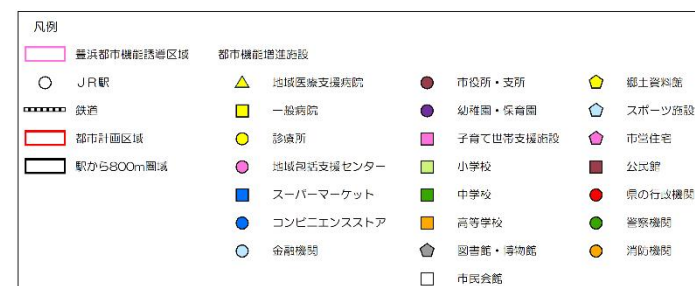 凡例
豊浜都市機能誘導区域 都市機能増進施設
JR駅 地域医療支援病院 市役所・支所 郷土資料館
鉄道 一般病院 幼稚園・保育園 スポーツ施設
都市計画区域 診療所 子育て世帯支援施設 市営住宅
駅から800m圏域 地域包括支援センター 小学校 公民館
スーパーマーケット 中学校 県の行政機関
コンビニエンスストア 高等学校 警察機関
金融機関 図書館・博物館 消防機関
市民会館